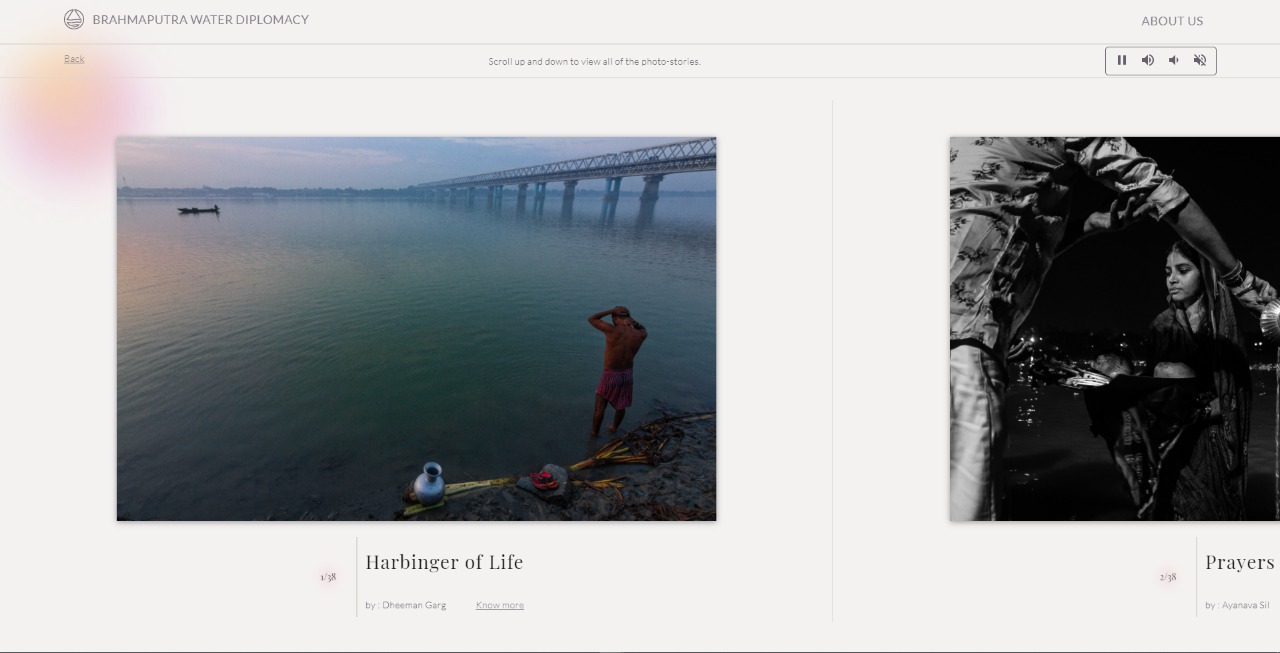 BRAHMAPUTRA WATER DIPLOMACY
ABOUT US
Back
Scroll up and down to view all of the photo-stories.
1/38
Harbinger of Life
by : Dheeman Garg
Know more
2/38
Prayers
by : Ayanava Sil